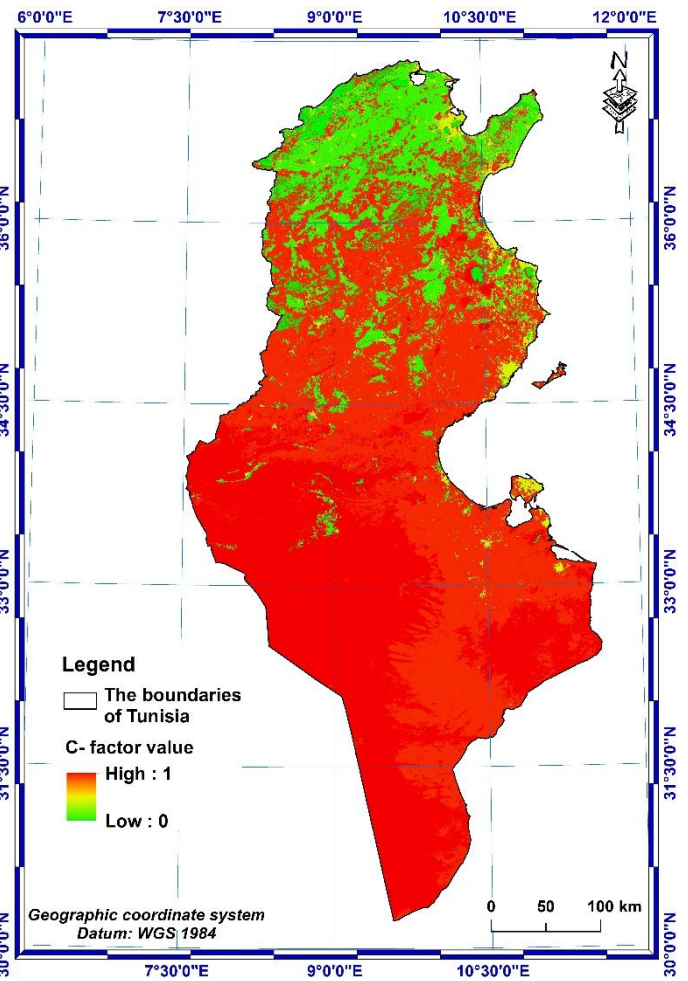 6°0'0"E 7°30'0"E 9°0'0"E 10°30'0"E 12°0'0"E
N
36°0'0"N
34°30'0"N
33°0'0"N
31°30'0"N
30°0'0"N
36°0'0"N
34°30'0"N
33°0'0"N
31°30'0"N
30°0'0"N
Legend
The boundaries
of Tunisia
C- factor value
High : 1
Low : 0
Geographic coordinate system
Datum: WGS 1984
0 50 100 km
7°30'0"E 9°0'0"E 10°30'0"E